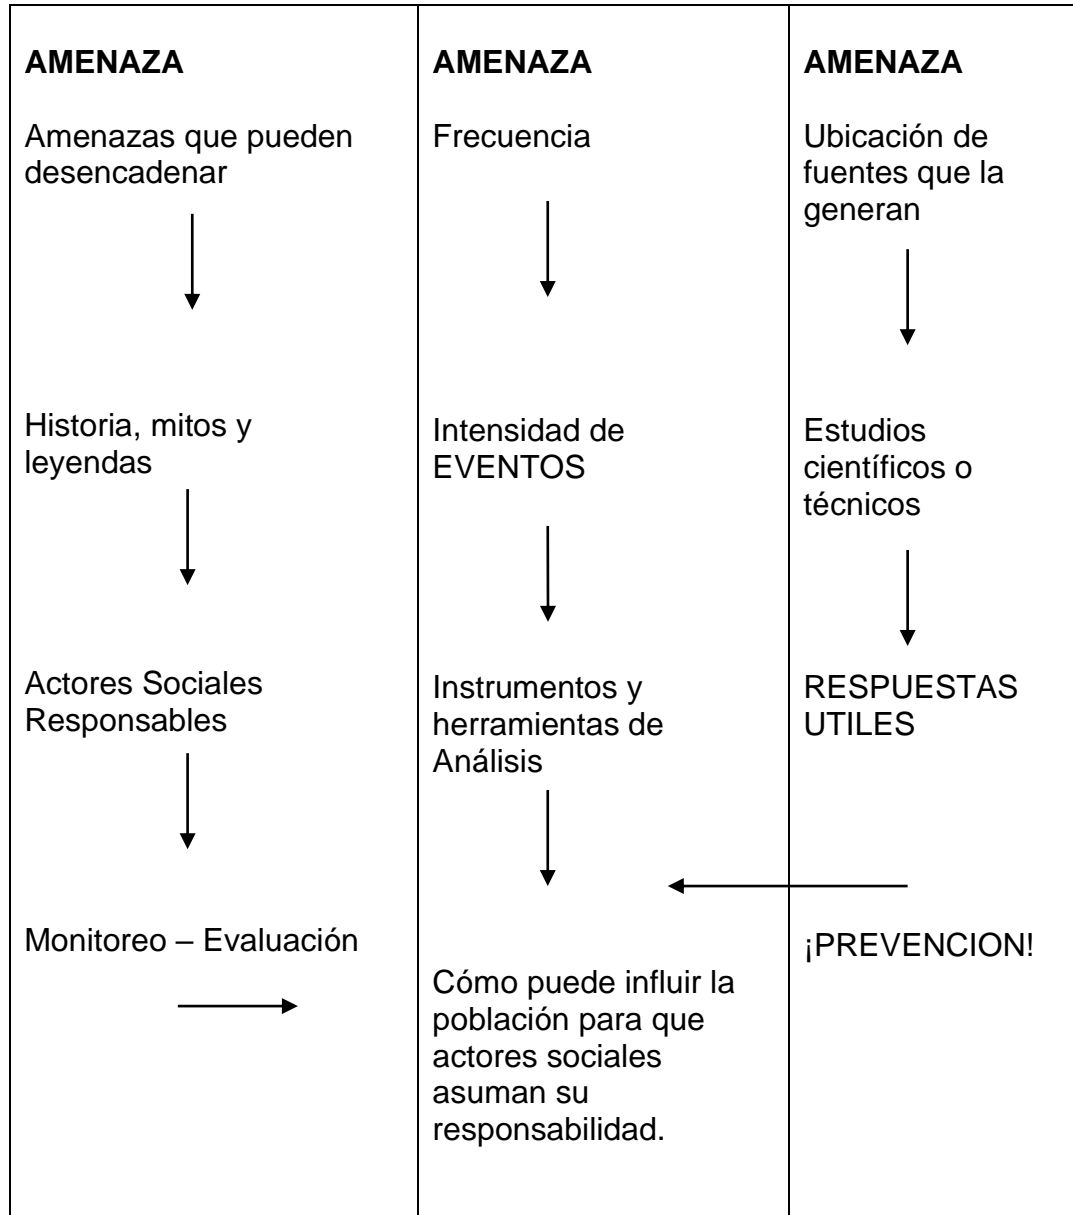 AMENAZA
Amenazas que pueden
desencadenar
Historia, mitos y
leyendas
Actores Sociales
Responsables
Monitoreo – Evaluación
AMENAZA
Frecuencia
Intensidad de
EVENTOS
Instrumentos y
herramientas de
Análisis
Cómo puede influir la
población para que
actores sociales
asuman su
responsabilidad.
AMENAZA
Ubicación de
fuentes que la
generan
Estudios
científicos o
técnicos
RESPUESTAS
UTILES
¡PREVENCION!